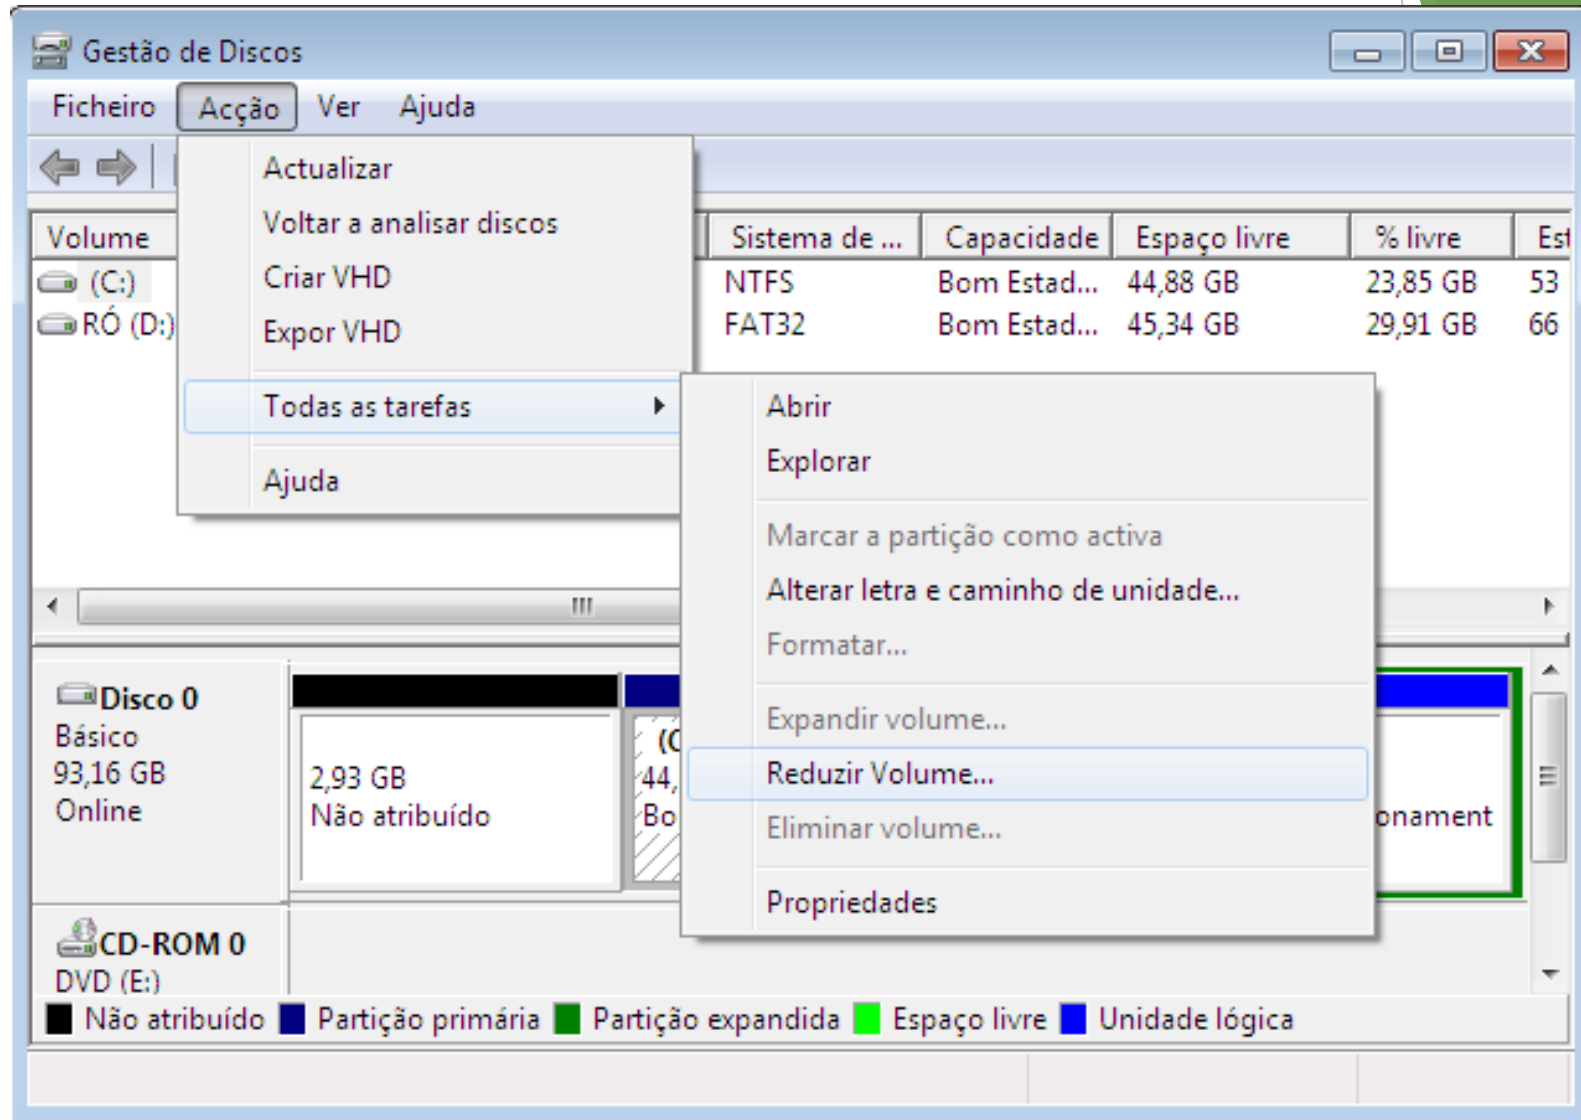 Gestão de Discos
Ficheiro Acção Ver Ajuda
Actualizar
Voltar a analisar discos
Criar VHD
Expor VHD
Todas as tarefas
Ajuda
Volume Sistema de ... Capacidade Espaço livre % livre Est
(C:) NTFS Bom Estad... 44,88 GB 23,85 GB 53
RÓ (D:) FAT32 Bom Estad... 45,34 GB 29,91 GB 66
Abrir
Explorar
Marcar a partição como activa
Alterar letra e caminho de unidade...
Formatar...
Expandir volume...
Reduzir Volume...
Eliminar volume...
Propriedades
Disco 0
Básico
93,16 GB
Online
2,93 GB
Não atribuído
(C
44,
Bo
onament
CD-ROM 0
DVD (E:)
Não atribuído Partição primária Partição expandida Espaço livre Unidade lógica